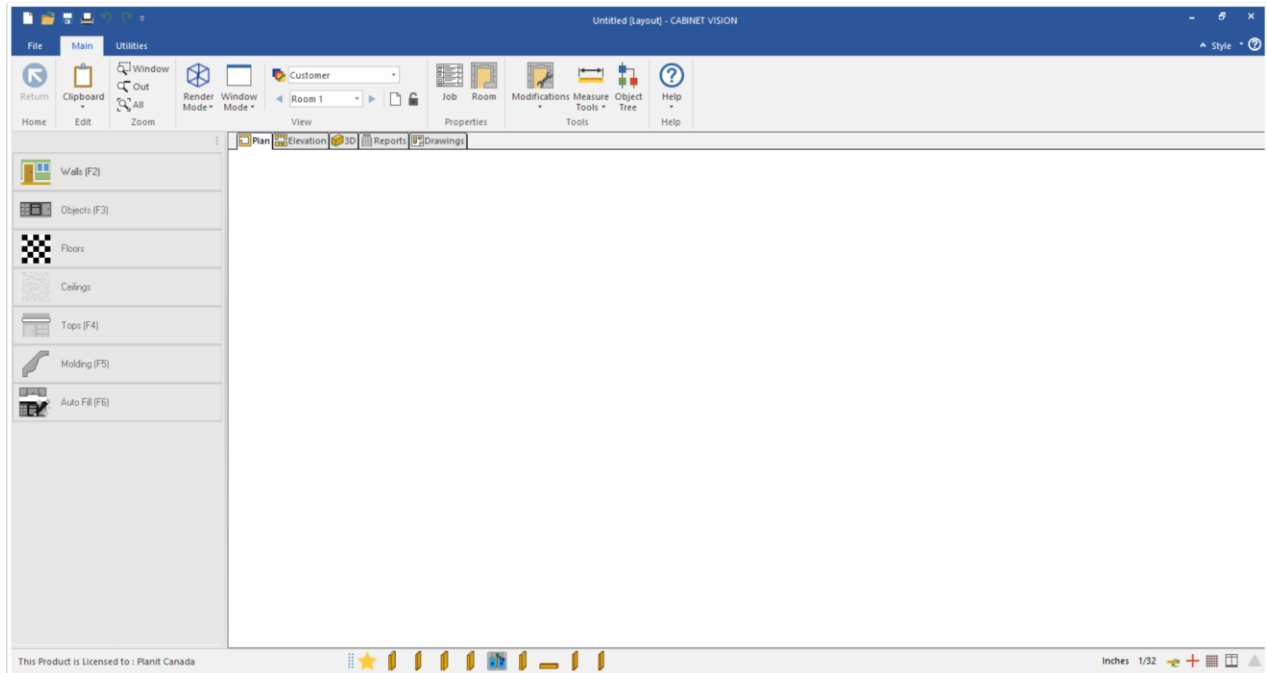 Untitled [Layout] - CABINET VISION
File Main Utilities
Style
Return Clipboard Window Out All Render Mode Window Mode Customer Room 1 Job Room Modifications Measure Tools Object Tree Help
Home Edit Zoom View Properties Tools Help
Plan Elevation 3D Reports Drawings
Walls (F2)
Objects (F3)
Floors
Ceilings
Tops (F4)
Molding (F5)
Auto Fill (F6)
This Product is Licensed to : Planit Canada
Inches 1/32